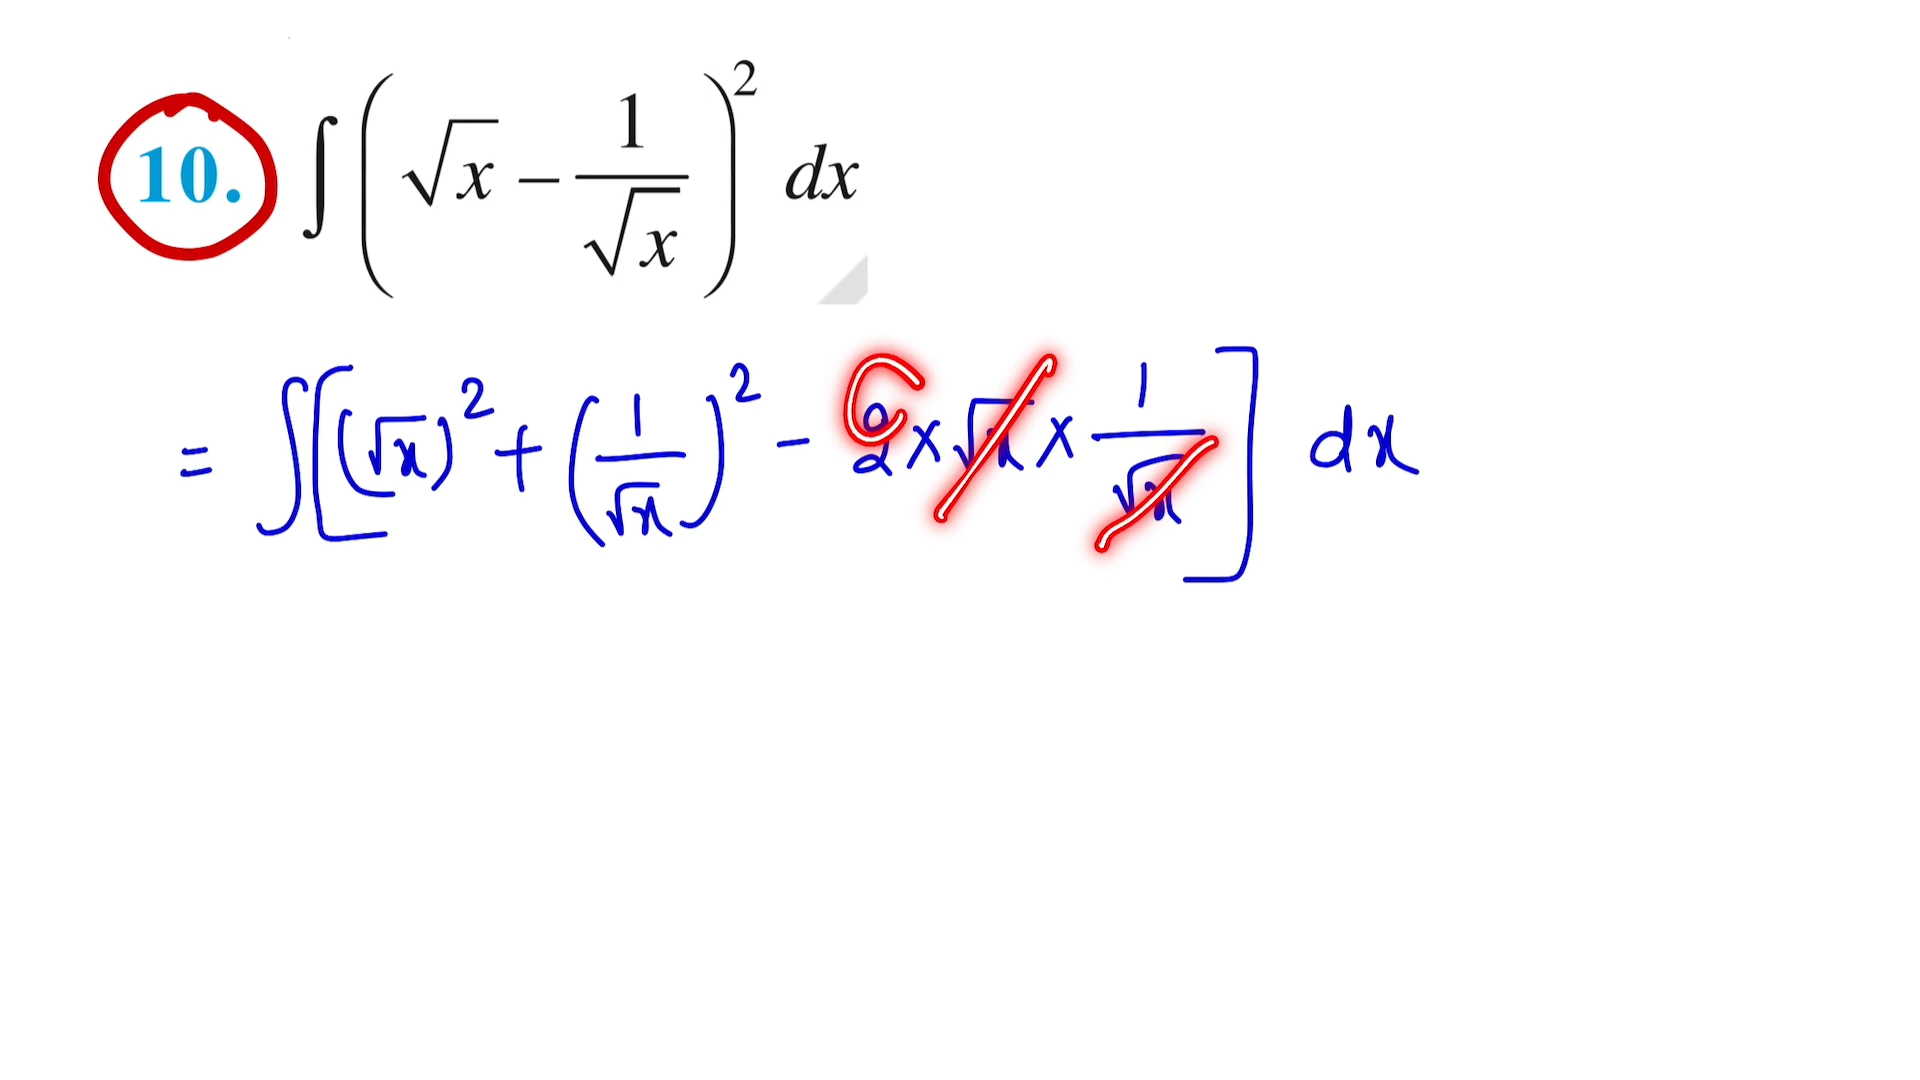 10. ∫ ( √x − 1/√x )² dx
= ∫ [ (√x)² + (1/√x)² − 2 × √x × 1/√x ] dx